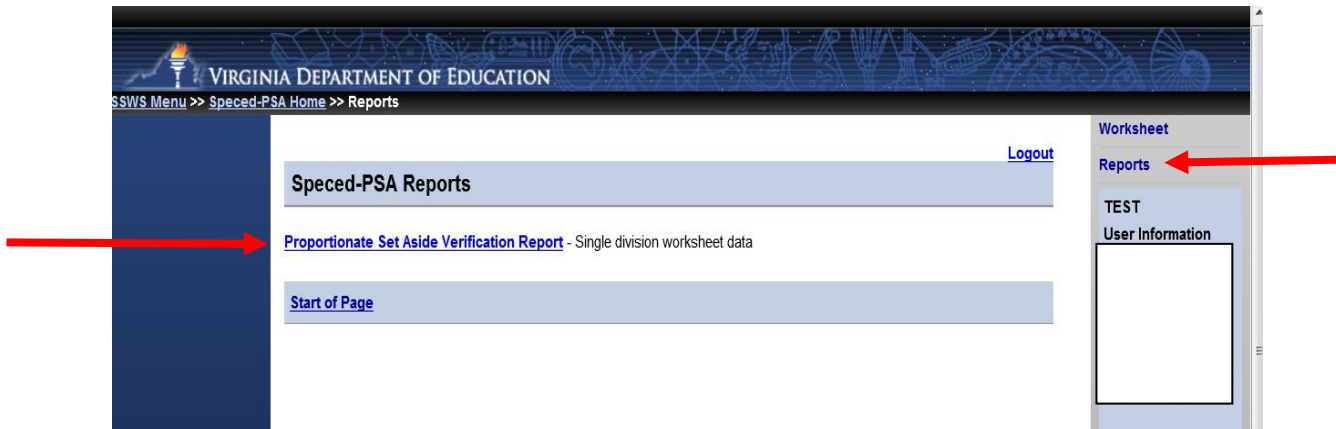 VIRGINIA DEPARTMENT OF EDUCATION
SSWS Menu >> Speced-PSA Home >> Reports
Logout
Speced-PSA Reports
Proportionate Set Aside Verification Report - Single division worksheet data
Start of Page
Worksheet
Reports
TEST
User Information